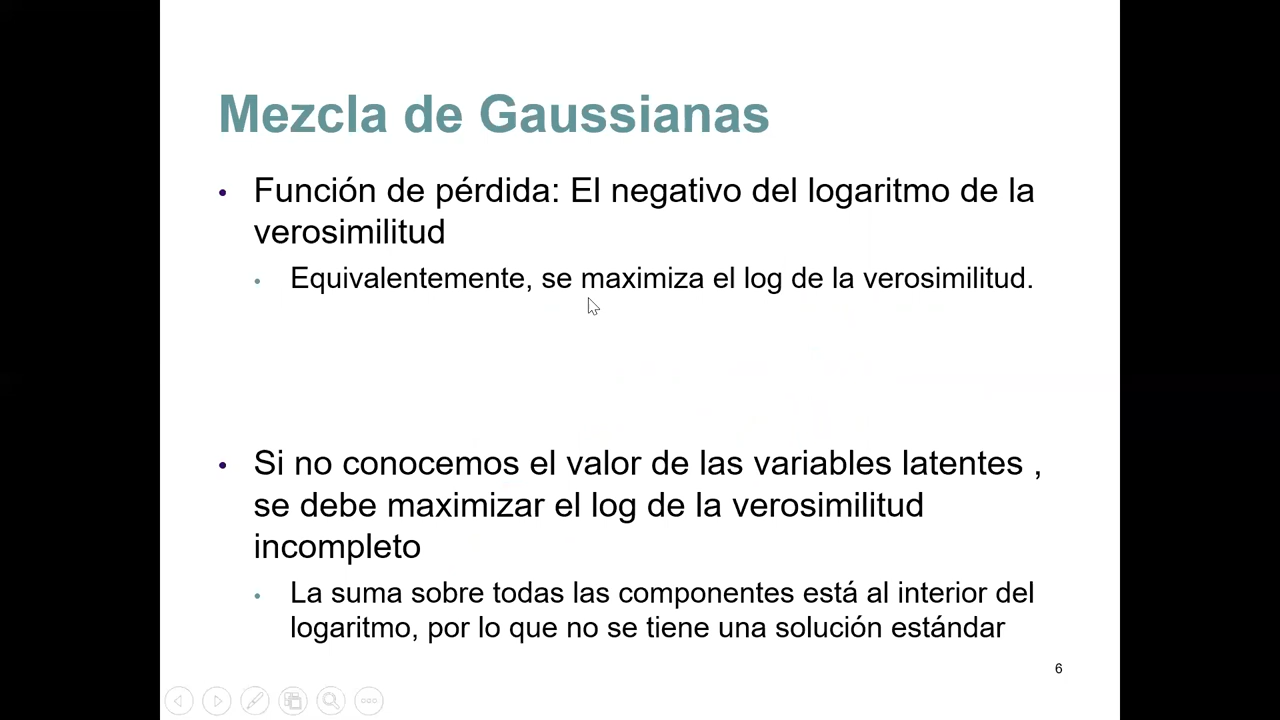 Mezcla de Gaussianas
• Función de pérdida: El negativo del logaritmo de la
verosimilitud
• Equivalentemente, se maximiza el log de la verosimilitud.
• Si no conocemos el valor de las variables latentes ,
se debe maximizar el log de la verosimilitud
incompleto
• La suma sobre todas las componentes está al interior del
logaritmo, por lo que no se tiene una solución estándar
6